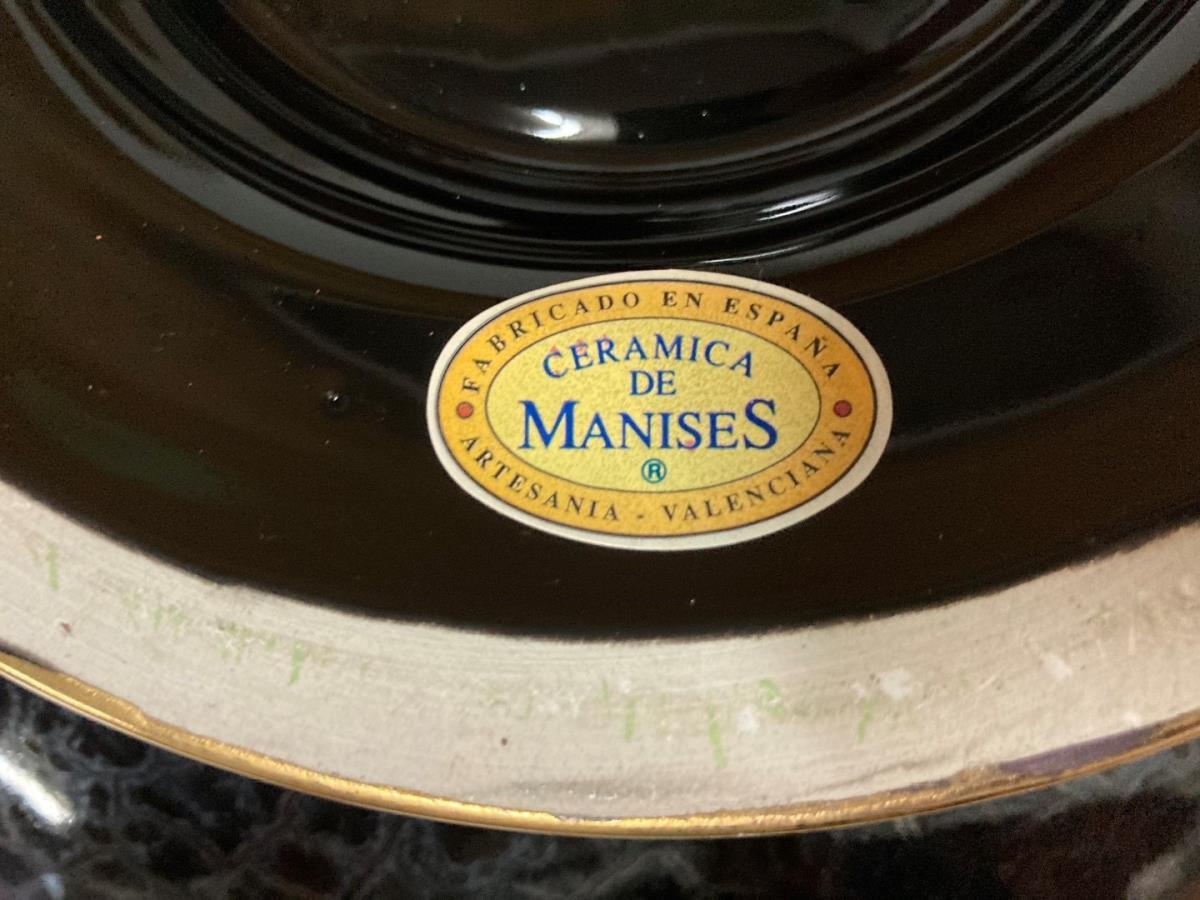 FABRICADO EN ESPAÑA
CERAMICA
DE
MANISES
®
ARTESANIA - VALENCIANA